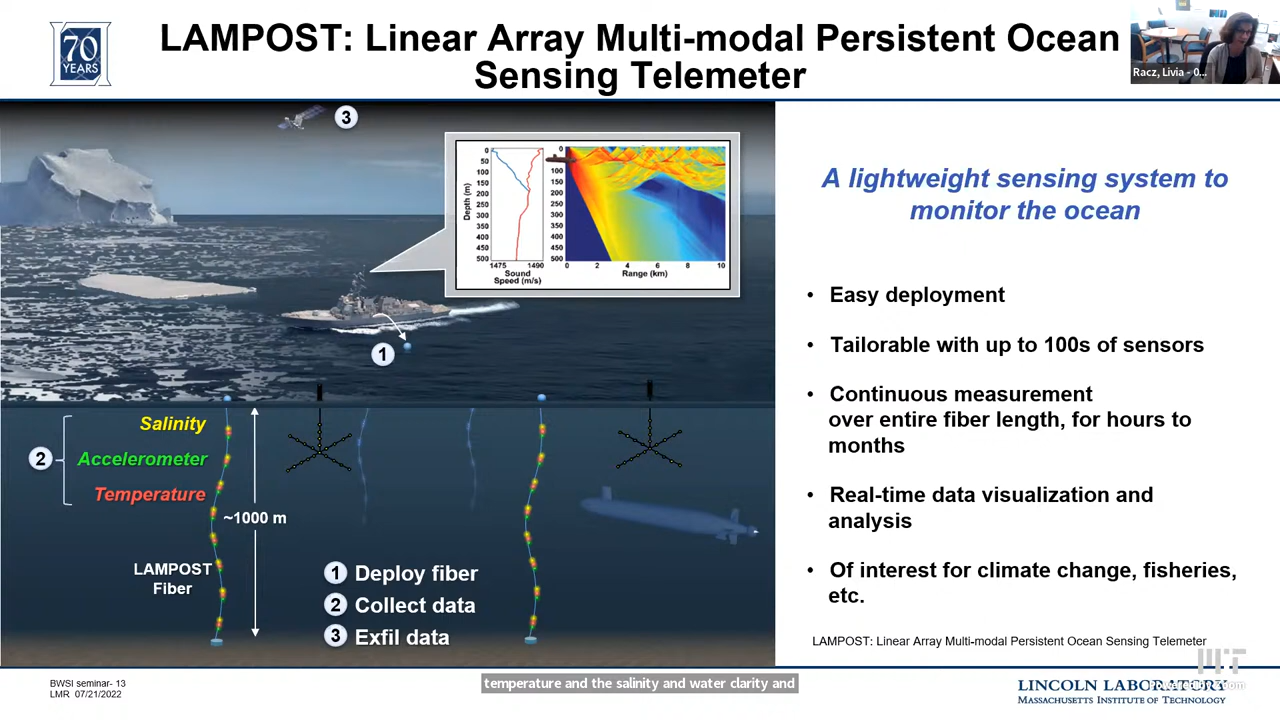 70
YEARS
LAMPOST: Linear Array Multi-modal Persistent Ocean
Sensing Telemeter
Racz, Livia - 0...
3
0
50
100
150
200
250
300
350
400
450
500
Depth (m)
1475
1490
Sound
Speed (m/s)
0
100
150
200
250
300
350
400
450
500
0
2
4
6
8
10
Range (km)
1
2
Salinity
Accelerometer
Temperature
~1000 m
LAMPOST
Fiber
1 Deploy fiber
2 Collect data
3 Exfil data
A lightweight sensing system to
monitor the ocean
• Easy deployment
• Tailorable with up to 100s of sensors
• Continuous measurement
over entire fiber length, for hours to
months
• Real-time data visualization and
analysis
• Of interest for climate change, fisheries,
etc.
LAMPOST: Linear Array Multi-modal Persistent Ocean Sensing Telemeter
BWSI seminar- 13
LMR 07/21/2022
temperature and the salinity and water clarity and
MIT
LINCOLN LABORATORY
MASSACHUSETTS INSTITUTE OF TECHNOLOGY